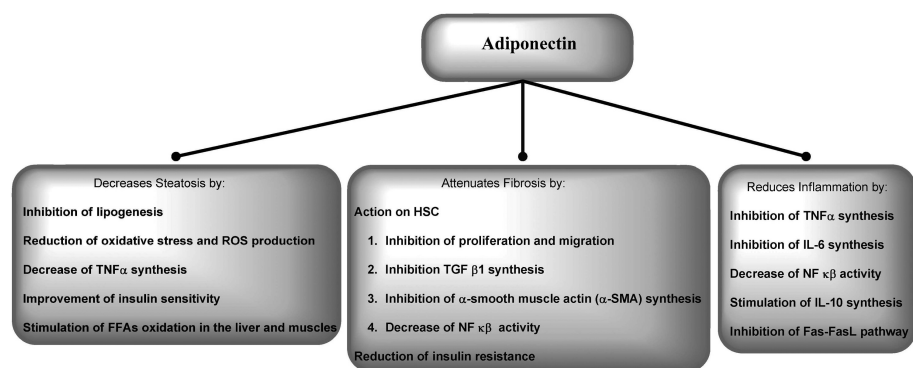 Adiponectin
Decreases Steatosis by:
Inhibition of lipogenesis
Reduction of oxidative stress and ROS production
Decrease of TNFα synthesis
Improvement of insulin sensitivity
Stimulation of FFAs oxidation in the liver and muscles
Attenuates Fibrosis by:
Action on HSC
1. Inhibition of proliferation and migration
2. Inhibition TGF β1 synthesis
3. Inhibition of α-smooth muscle actin (α-SMA) synthesis
4. Decrease of NF κβ activity
Reduction of insulin resistance
Reduces Inflammation by:
Inhibition of TNFα synthesis
Inhibition of IL-6 synthesis
Decrease of NF κβ activity
Stimulation of IL-10 synthesis
Inhibition of Fas-FasL pathway